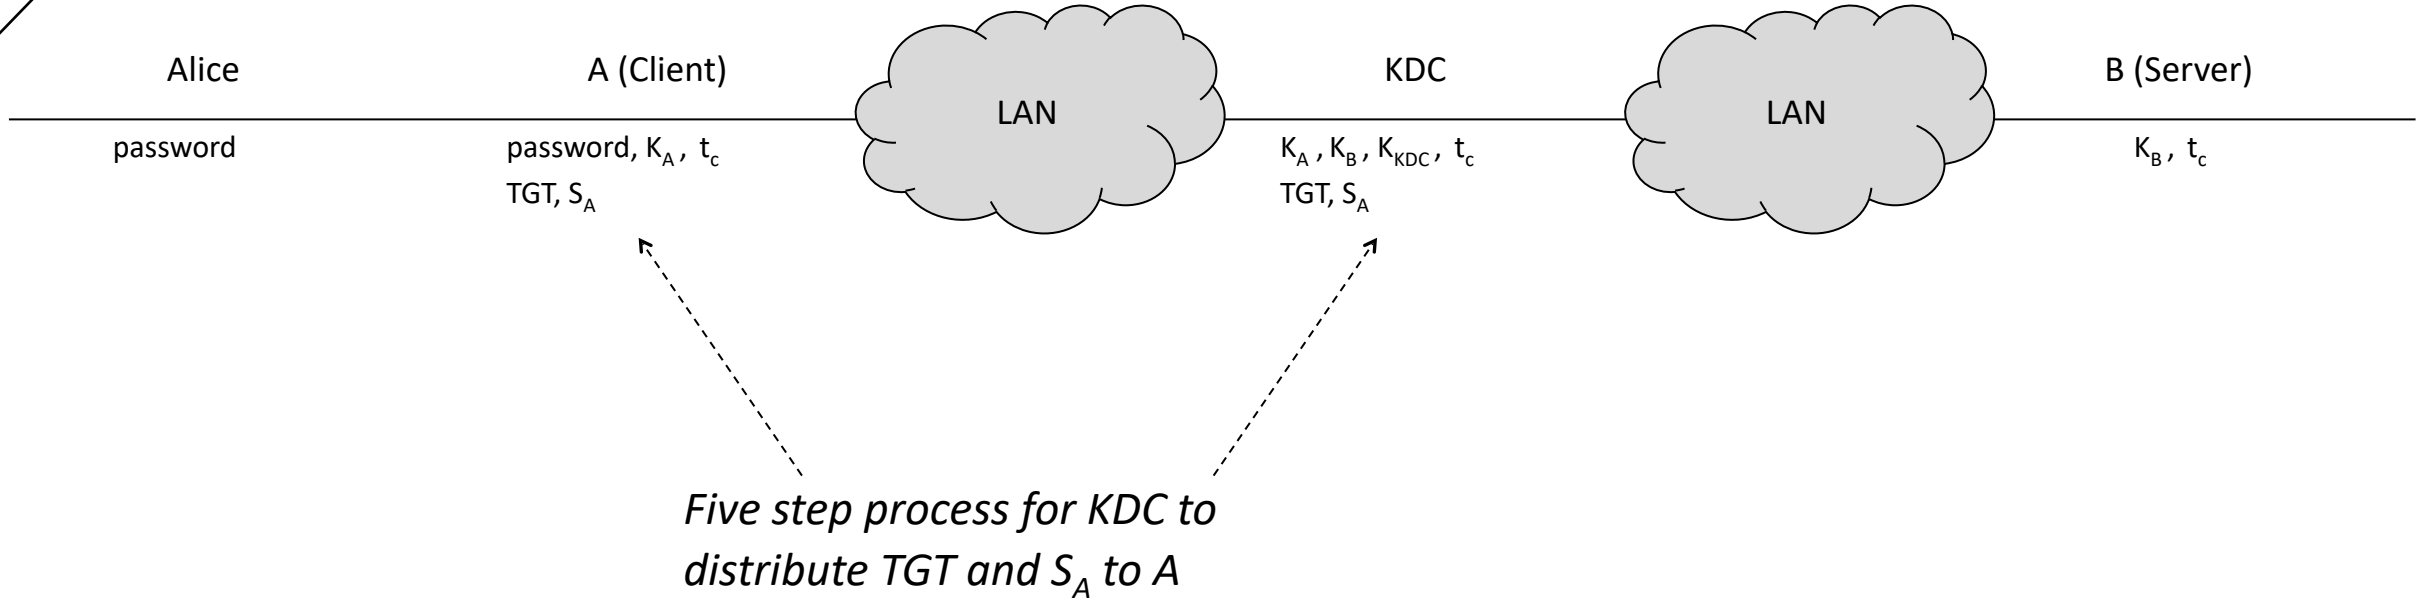 Alice
A (Client)
LAN
KDC
LAN
B (Server)
password
password, K_A, t_c
TGT, S_A
K_A, K_B, K_KDC, t_c
TGT, S_A
K_B, t_c
Five step process for KDC to
distribute TGT and S_A to A